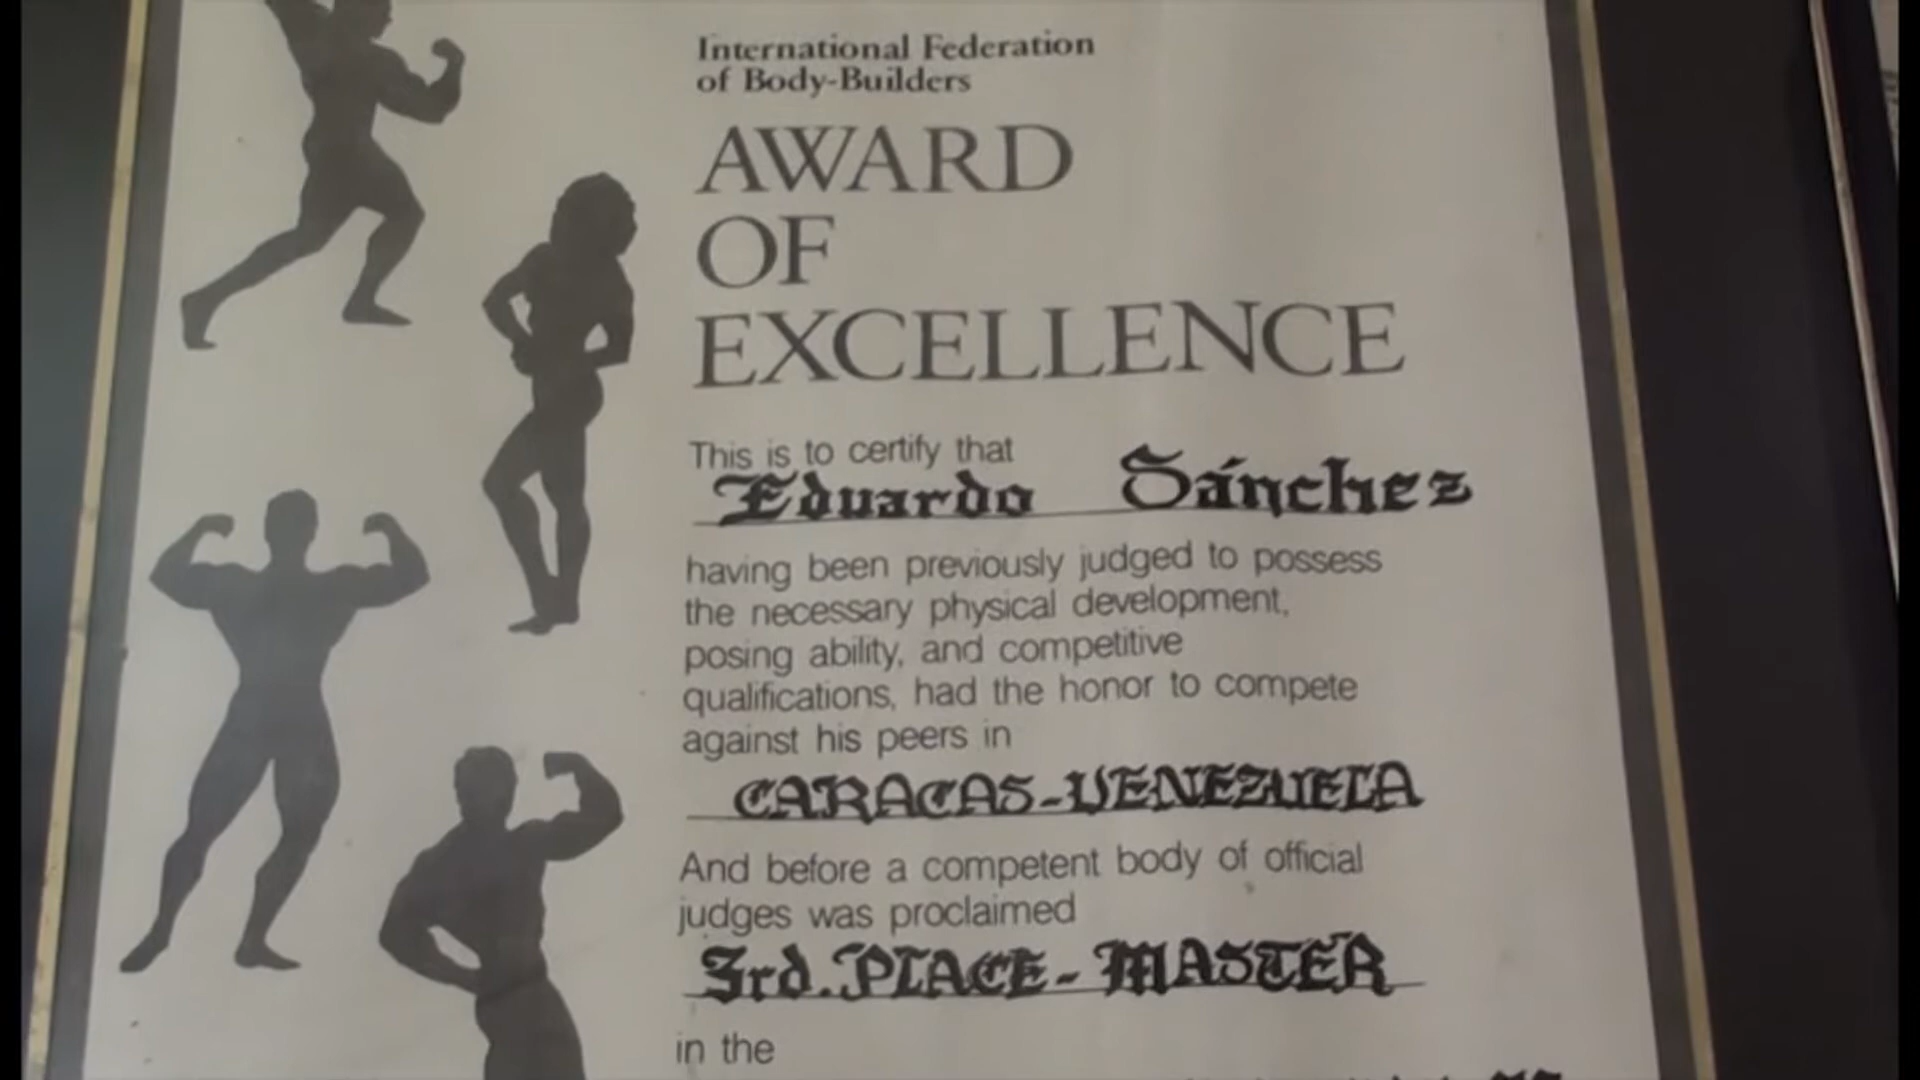 International Federation
of Body-Builders
AWARD
OF
EXCELLENCE
This is to certify that
Eduardo Sánchez
having been previously judged to possess
the necessary physical development,
posing ability, and competitive
qualifications, had the honor to compete
against his peers in
CARACAS-VENEZUELA
And before a competent body of official
judges was proclaimed
3rd. PLACE - MASTER
in the